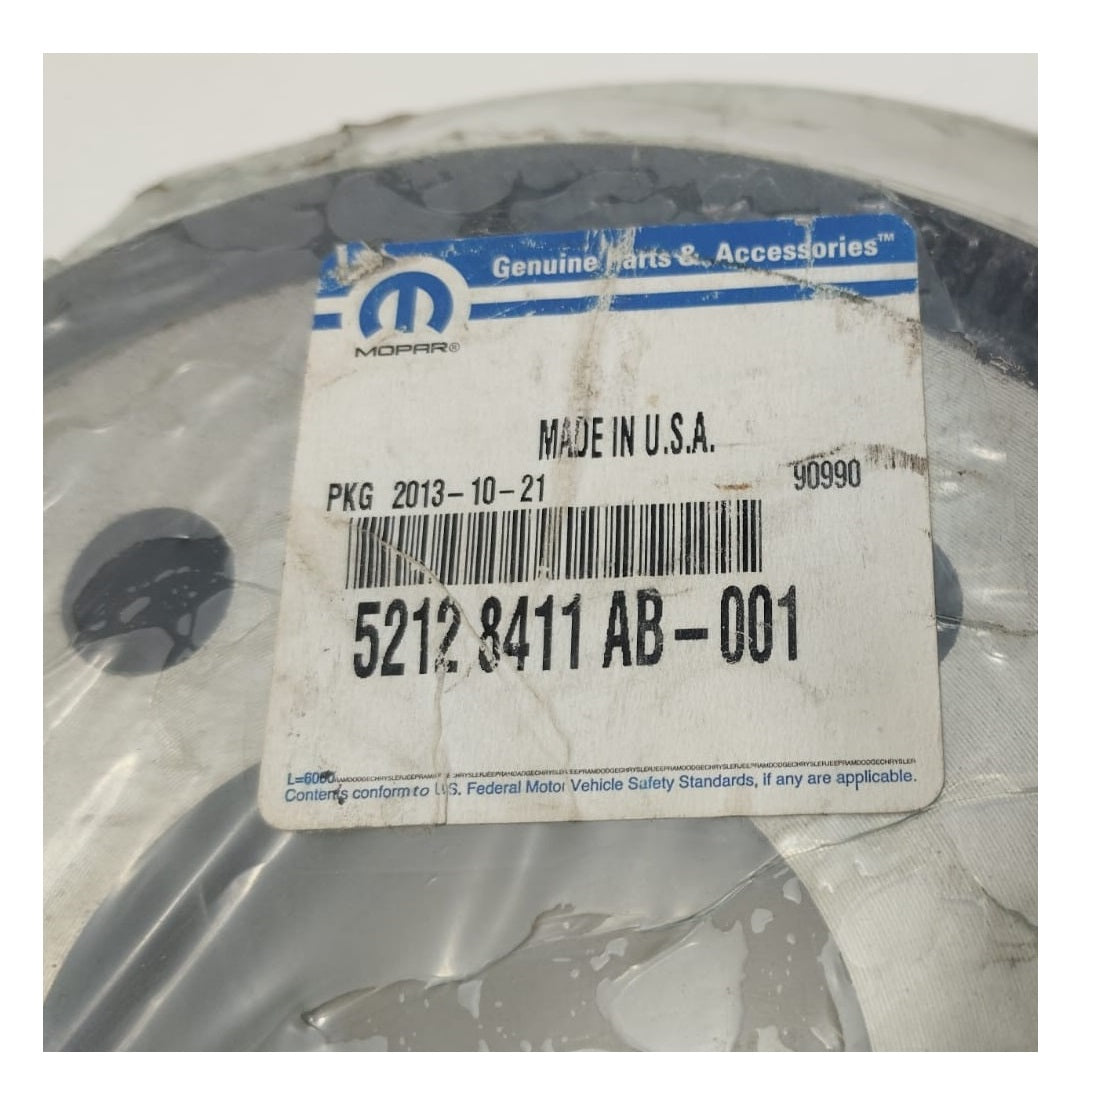 Genuine Parts & Accessories™
MOPAR®
MADE IN U.S.A.
PKG 2013-10-21
90990
5212 8411 AB-001
L=6000
Contents conform to U.S. Federal Motor Vehicle Safety Standards, if any are applicable.